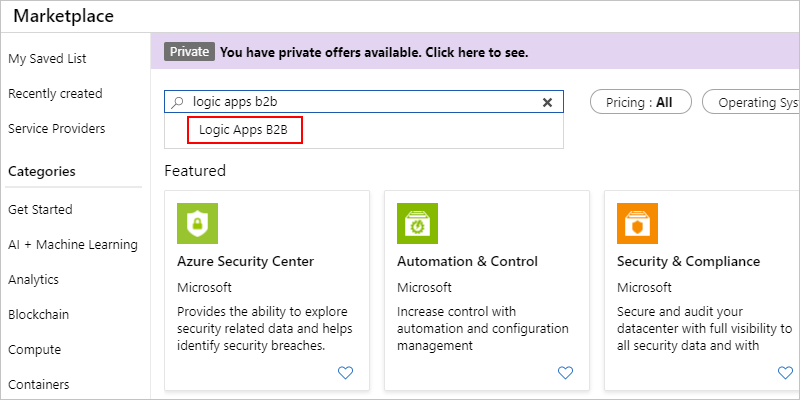 Marketplace
My Saved List
Recently created
Service Providers
Categories
Get Started
AI + Machine Learning
Analytics
Blockchain
Compute
Containers
Private You have private offers available. Click here to see.
logic apps b2b
Pricing : All
Operating Sys
Logic Apps B2B
Featured
Azure Security Center
Microsoft
Provides the ability to explore
security related data and helps
identify security breaches.
Automation & Control
Microsoft
Increase control with
automation and configuration
management
Security & Compliance
Microsoft
Secure and audit your
datacenter with full visibility to
all security data and with